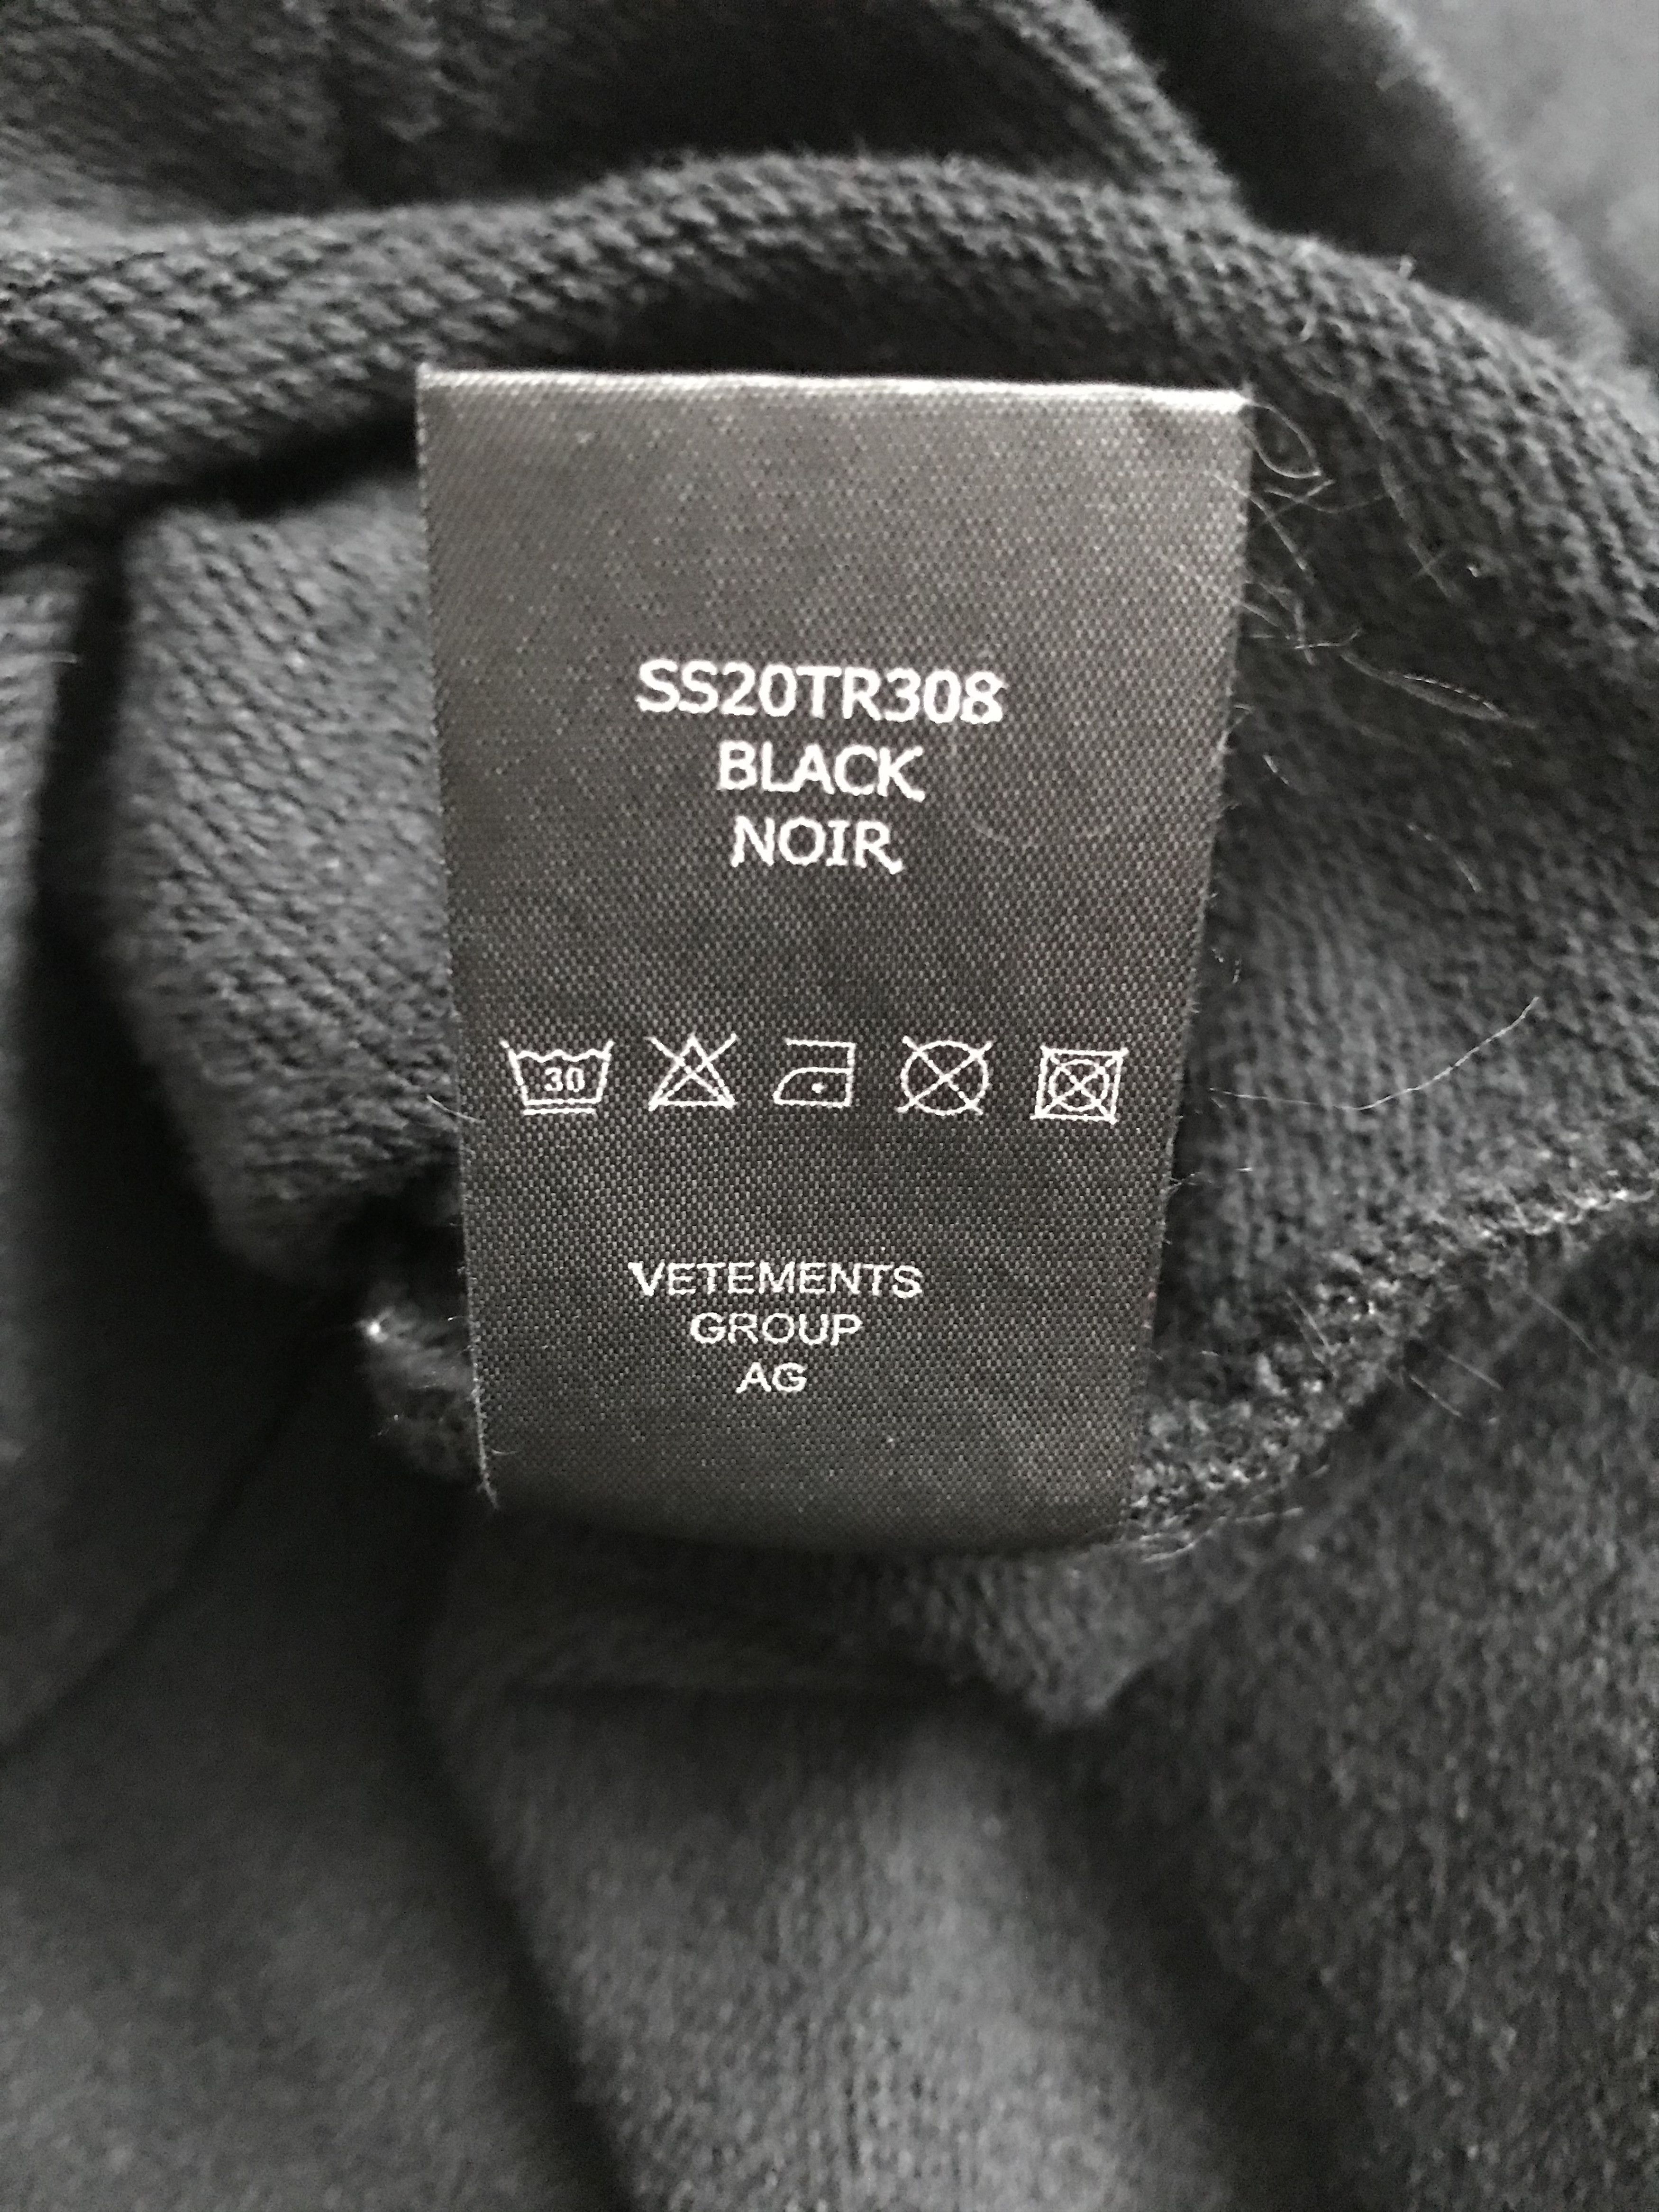 SS20TR308
BLACK
NOIR
30
VETEMENTS
GROUP
AG